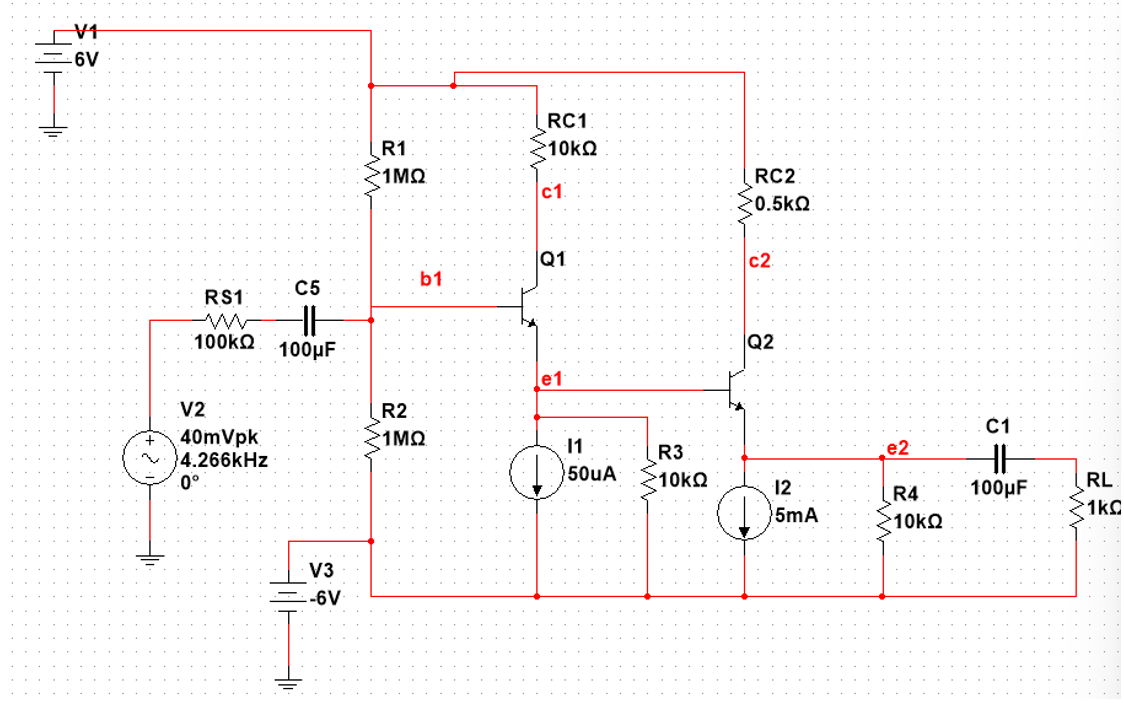 V1
6V
RC1
10kΩ
R1
1MΩ
RC2
0.5kΩ
c1
c2
Q1
b1
RS1
100kΩ
C5
100µF
Q2
e1
V2
40mVpk
4.266kHz
0°
R2
1MΩ
I1
50uA
R3
10kΩ
e2
C1
100µF
I2
5mA
R4
10kΩ
RL
1kΩ
V3
-6V